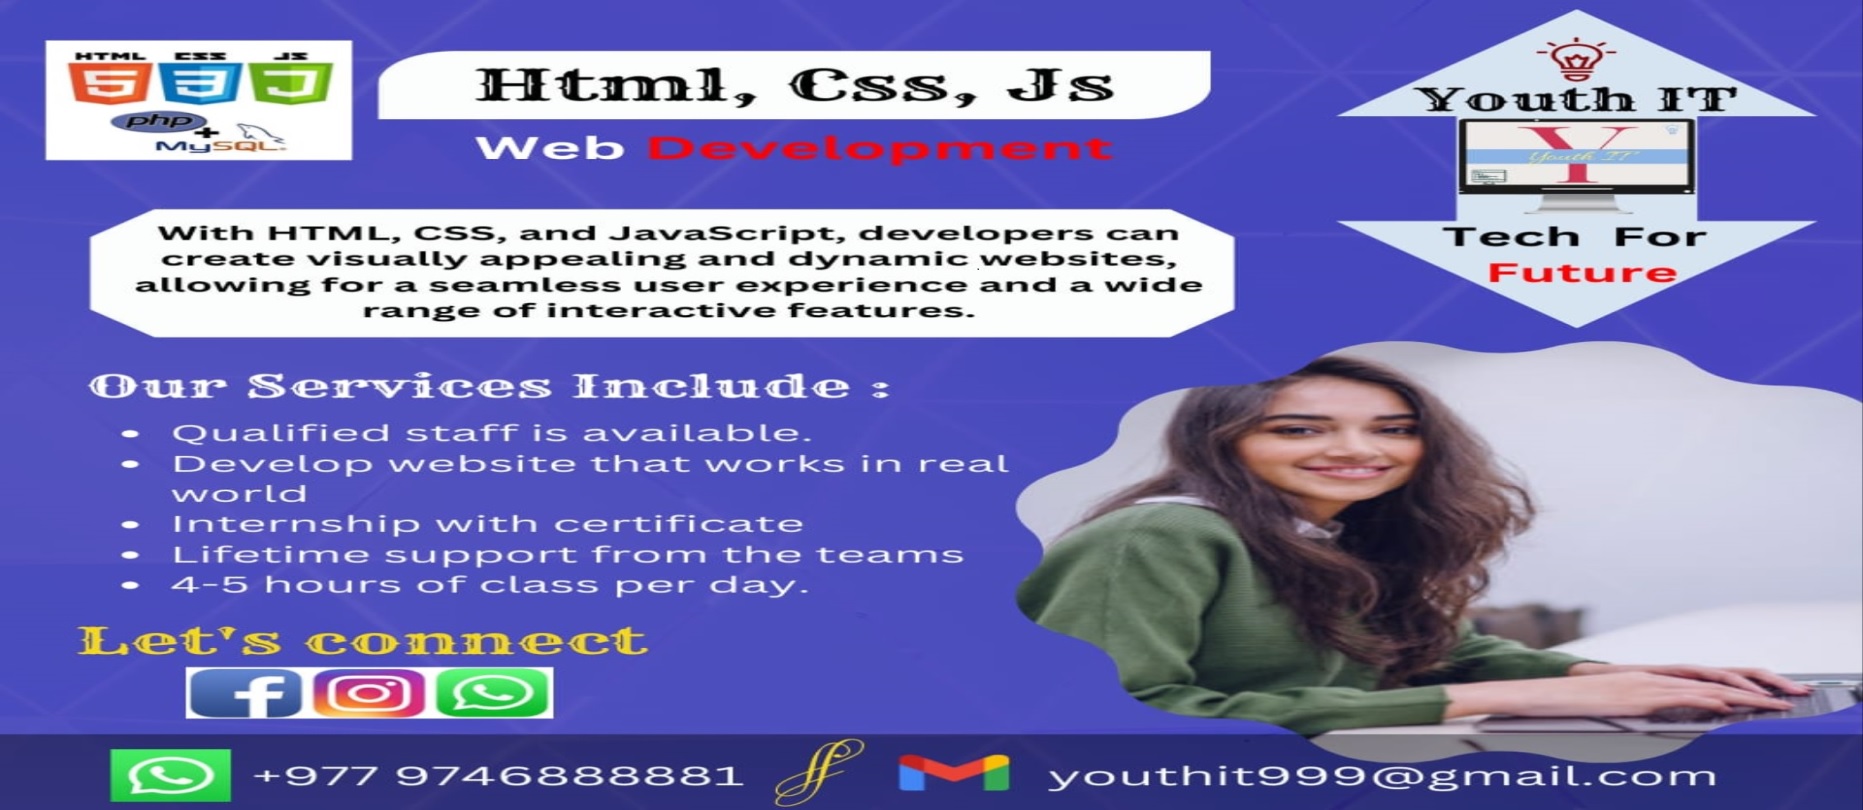 HTML CSS JS
5 3 J
php
+
MySQL
Html, Css, Js
Web Development
Youth IT
Y
Youth IT
Tech For
Future
With HTML, CSS, and JavaScript, developers can
create visually appealing and dynamic websites,
allowing for a seamless user experience and a wide
range of interactive features.
Our Services Include :
• Qualified staff is available.
• Develop website that works in real
world
• Internship with certificate
• Lifetime support from the teams
• 4-5 hours of class per day.
Let's connect
+977 9746888881
youthit999@gmail.com